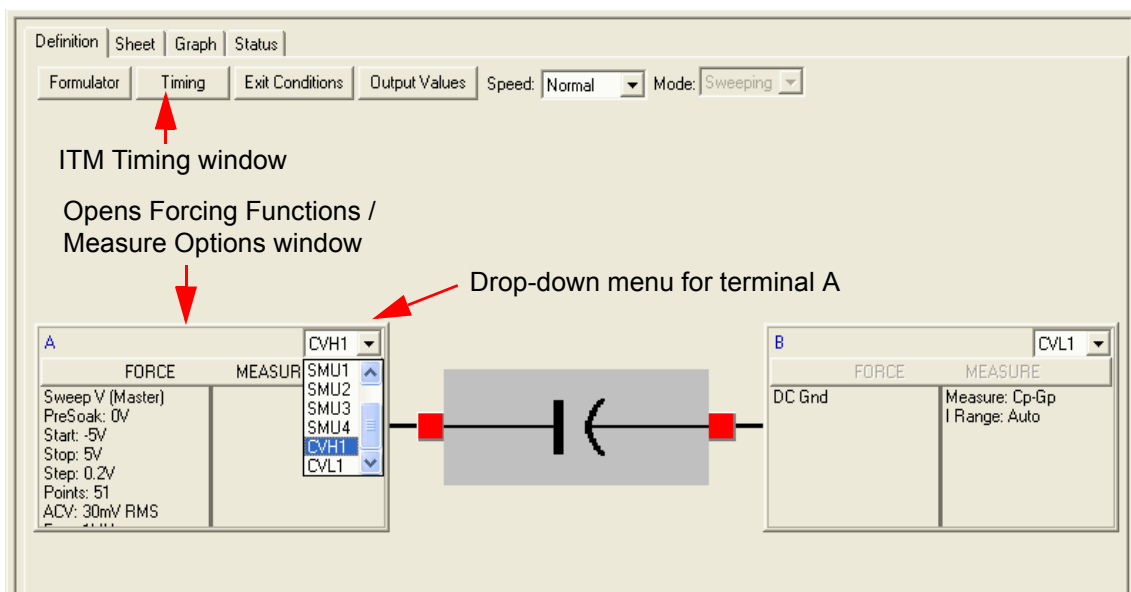 Definition Sheet Graph Status
Formulator Timing Exit Conditions Output Values Speed: Normal Mode: Sweeping
ITM Timing window
Opens Forcing Functions /
Measure Options window
Drop-down menu for terminal A
A CVH1
FORCE MEASUR
Sweep V (Master)
PreSoak: 0V
Start: -5V
Stop: 5V
Step: 0.2V
Points: 51
ACV: 30mV RMS
SMU1
SMU2
SMU3
SMU4
CVH1
CVL1
B CVL1
FORCE MEASURE
DC Gnd
Measure: Cp-Gp
I Range: Auto